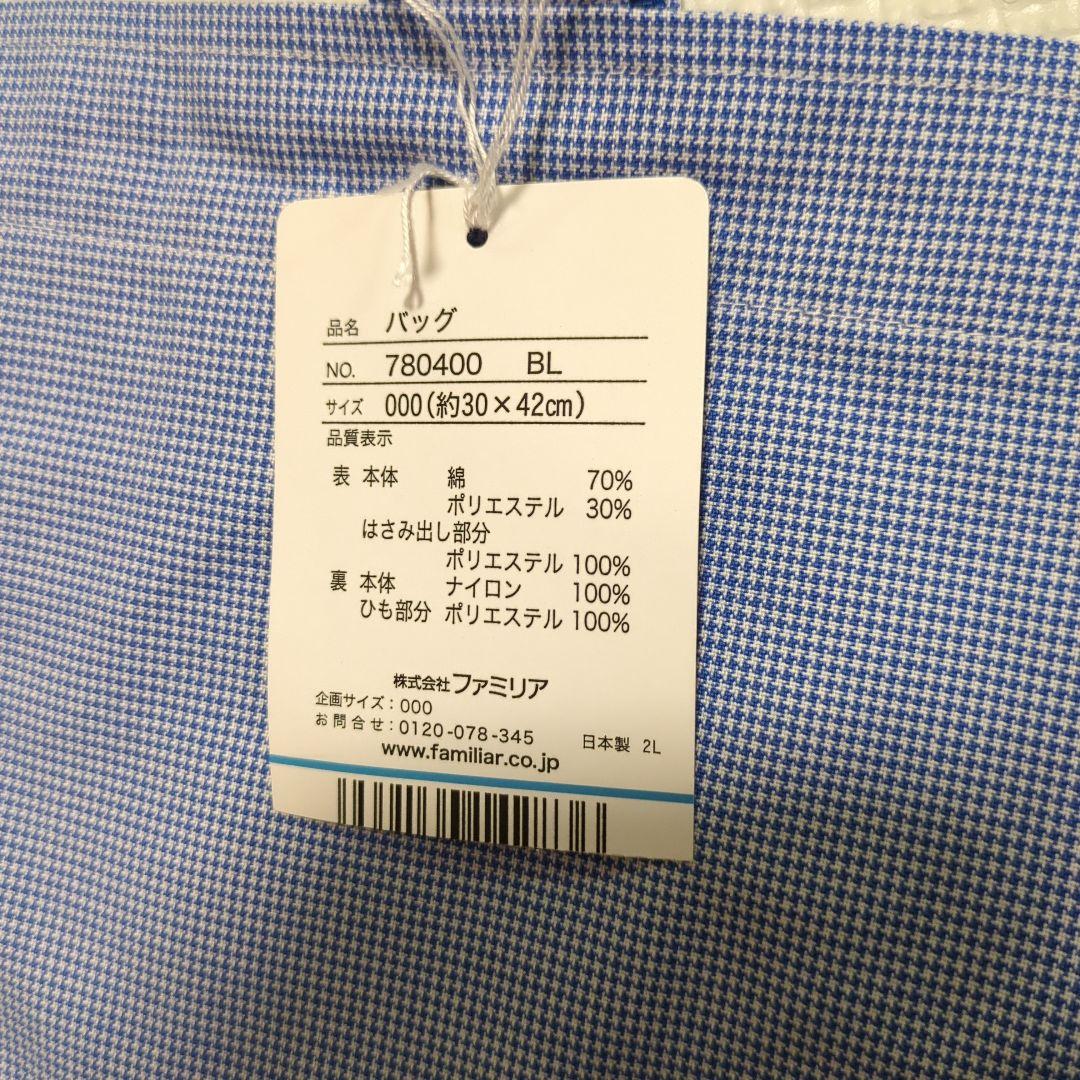 品名 バッグ
NO. 780400 BL
サイズ 000(約30×42㎝)
品質表示
表 本体 綿 70%
ポリエステル 30%
はさみ出し部分
ポリエステル 100%
裏 本体 ナイロン 100%
ひも部分 ポリエステル 100%
株式会社ファミリア
企画サイズ：000
お問合せ：0120-078-345 日本製 2L
www.familiar.co.jp